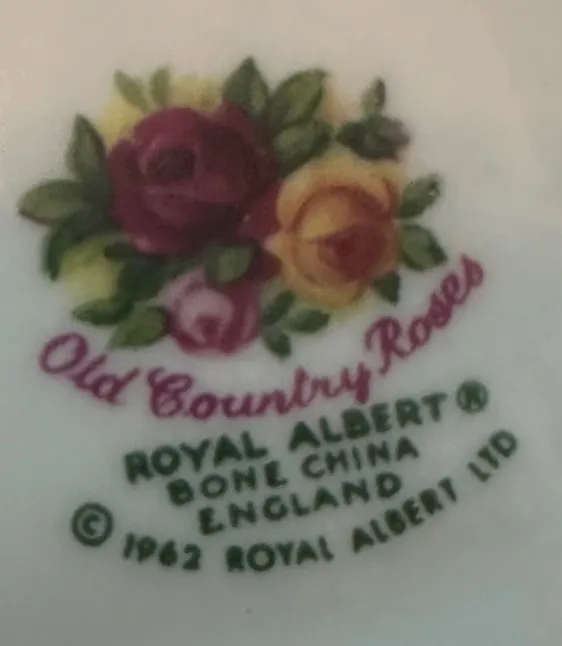 Old Country Roses
ROYAL ALBERT®
BONE CHINA
ENGLAND
© 1962 ROYAL ALBERT LTD